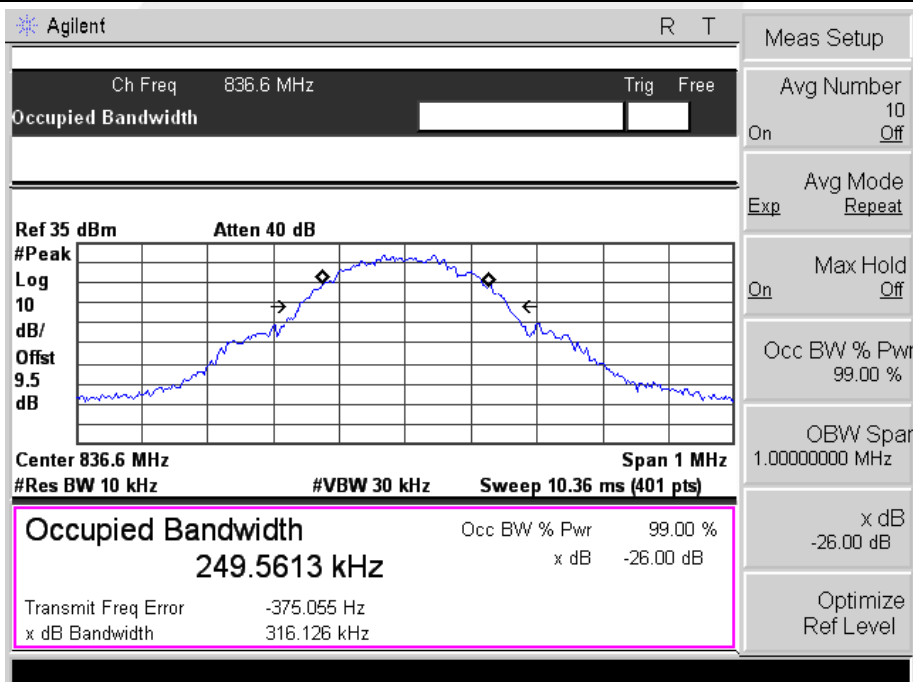 Agilent R T
Ch Freq 836.6 MHz Trig Free
Occupied Bandwidth
Ref 35 dBm Atten 40 dB
#Peak
Log
10
dB/
Offst
9.5
dB
Center 836.6 MHz Span 1 MHz
#Res BW 10 kHz #VBW 30 kHz Sweep 10.36 ms (401 pts)
Occupied Bandwidth
249.5613 kHz
Occ BW % Pwr 99.00 %
x dB -26.00 dB
Transmit Freq Error -375.055 Hz
x dB Bandwidth 316.126 kHz
Meas Setup
Avg Number
10
On Off
Avg Mode
Exp Repeat
Max Hold
On Off
Occ BW % Pwr
99.00 %
OBW Span
1.00000000 MHz
x dB
-26.00 dB
Optimize
Ref Level